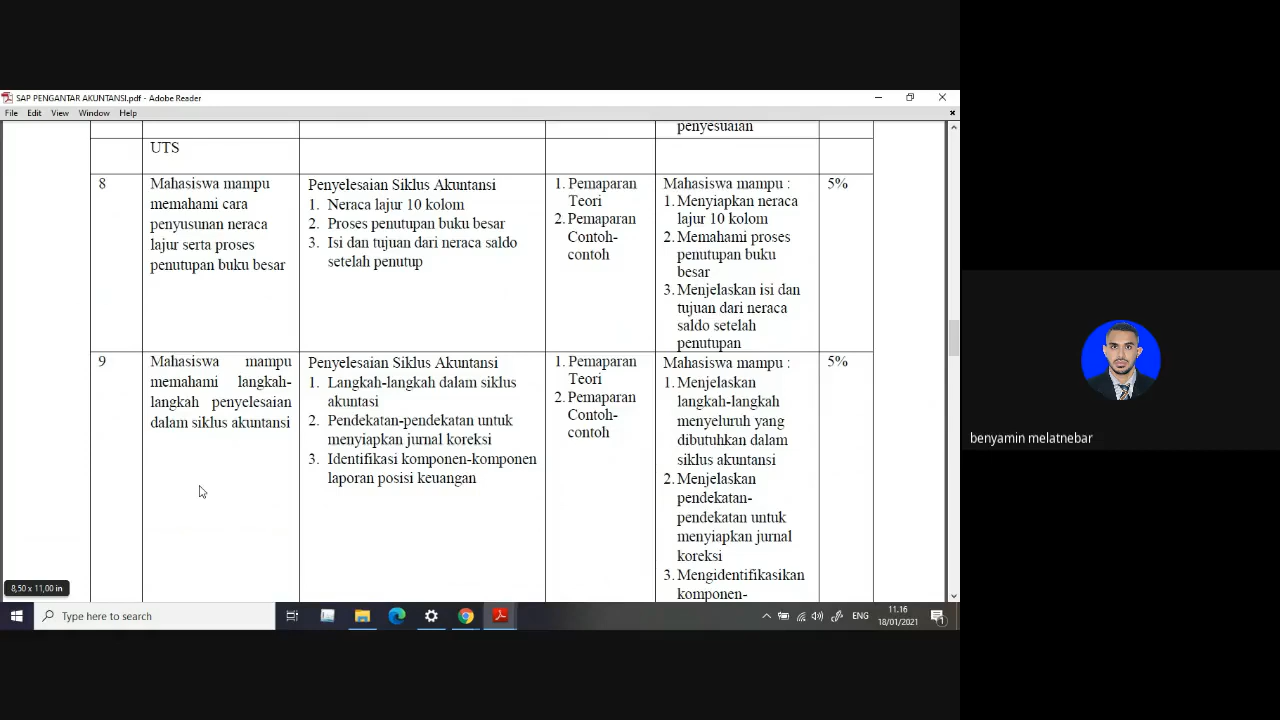 SAP PENGANTAR AKUNTANSI.pdf - Adobe Reader
File Edit View Window Help
penyesuaian
UTS
8
Mahasiswa mampu
memahami cara
penyusunan neraca
lajur serta proses
penutupan buku besar
Penyelesaian Siklus Akuntansi
1. Neraca lajur 10 kolom
2. Proses penutupan buku besar
3. Isi dan tujuan dari neraca saldo
setelah penutup
1. Pemaparan
Teori
2. Pemaparan
Contoh-
contoh
Mahasiswa mampu :
1. Menyiapkan neraca
lajur 10 kolom
2. Memahami proses
penutupan buku
besar
3. Menjelaskan isi dan
tujuan dari neraca
saldo setelah
penutupan
5%
9
Mahasiswa mampu
memahami langkah-
langkah penyelesaian
dalam siklus akuntansi
Penyelesaian Siklus Akuntansi
1. Langkah-langkah dalam siklus
akuntasi
2. Pendekatan-pendekatan untuk
menyiapkan jurnal koreksi
3. Identifikasi komponen-komponen
laporan posisi keuangan
1. Pemaparan
Teori
2. Pemaparan
Contoh-
contoh
Mahasiswa mampu :
1. Menjelaskan
langkah-langkah
menyeluruh yang
dibutuhkan dalam
siklus akuntansi
2. Menjelaskan
pendekatan-
pendekatan untuk
menyiapkan jurnal
koreksi
3. Mengidentifikasikan
komponen-
5%
8,50 x 11,00 in
Type here to search
ENG
11.16
18/01/2021
1
benyamin melatnebar